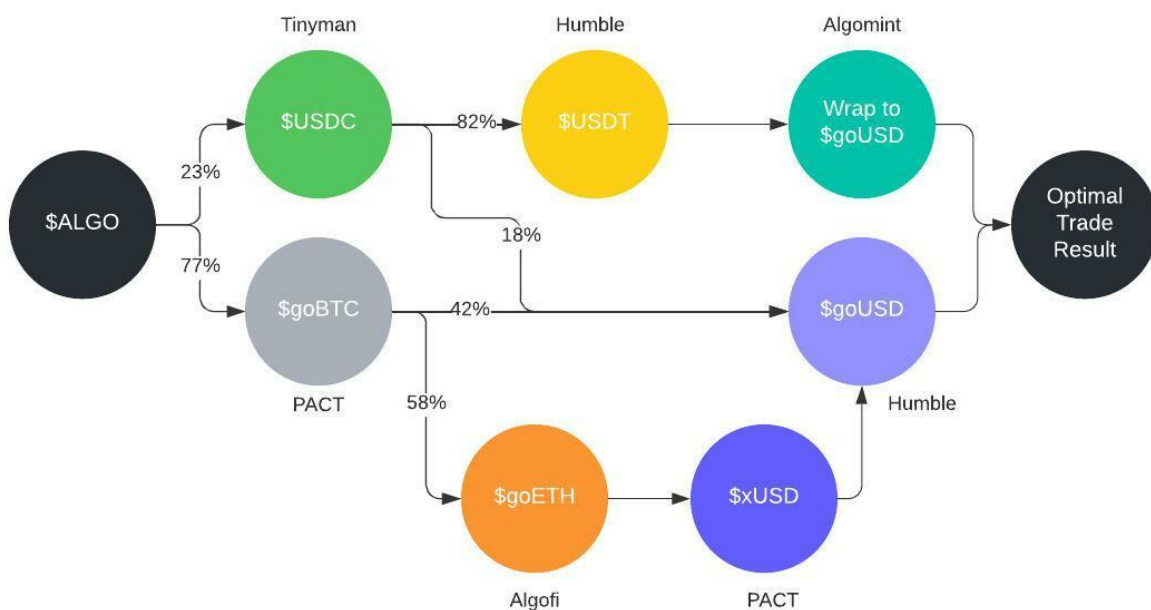 Tinyman
Humble
Algomint
$USDC
82%
$USDT
Wrap to
$goUSD
23%
$ALGO
Optimal
Trade
Result
18%
77%
$goBTC
42%
$goUSD
PACT
58%
Humble
$goETH
$xUSD
Algofi
PACT